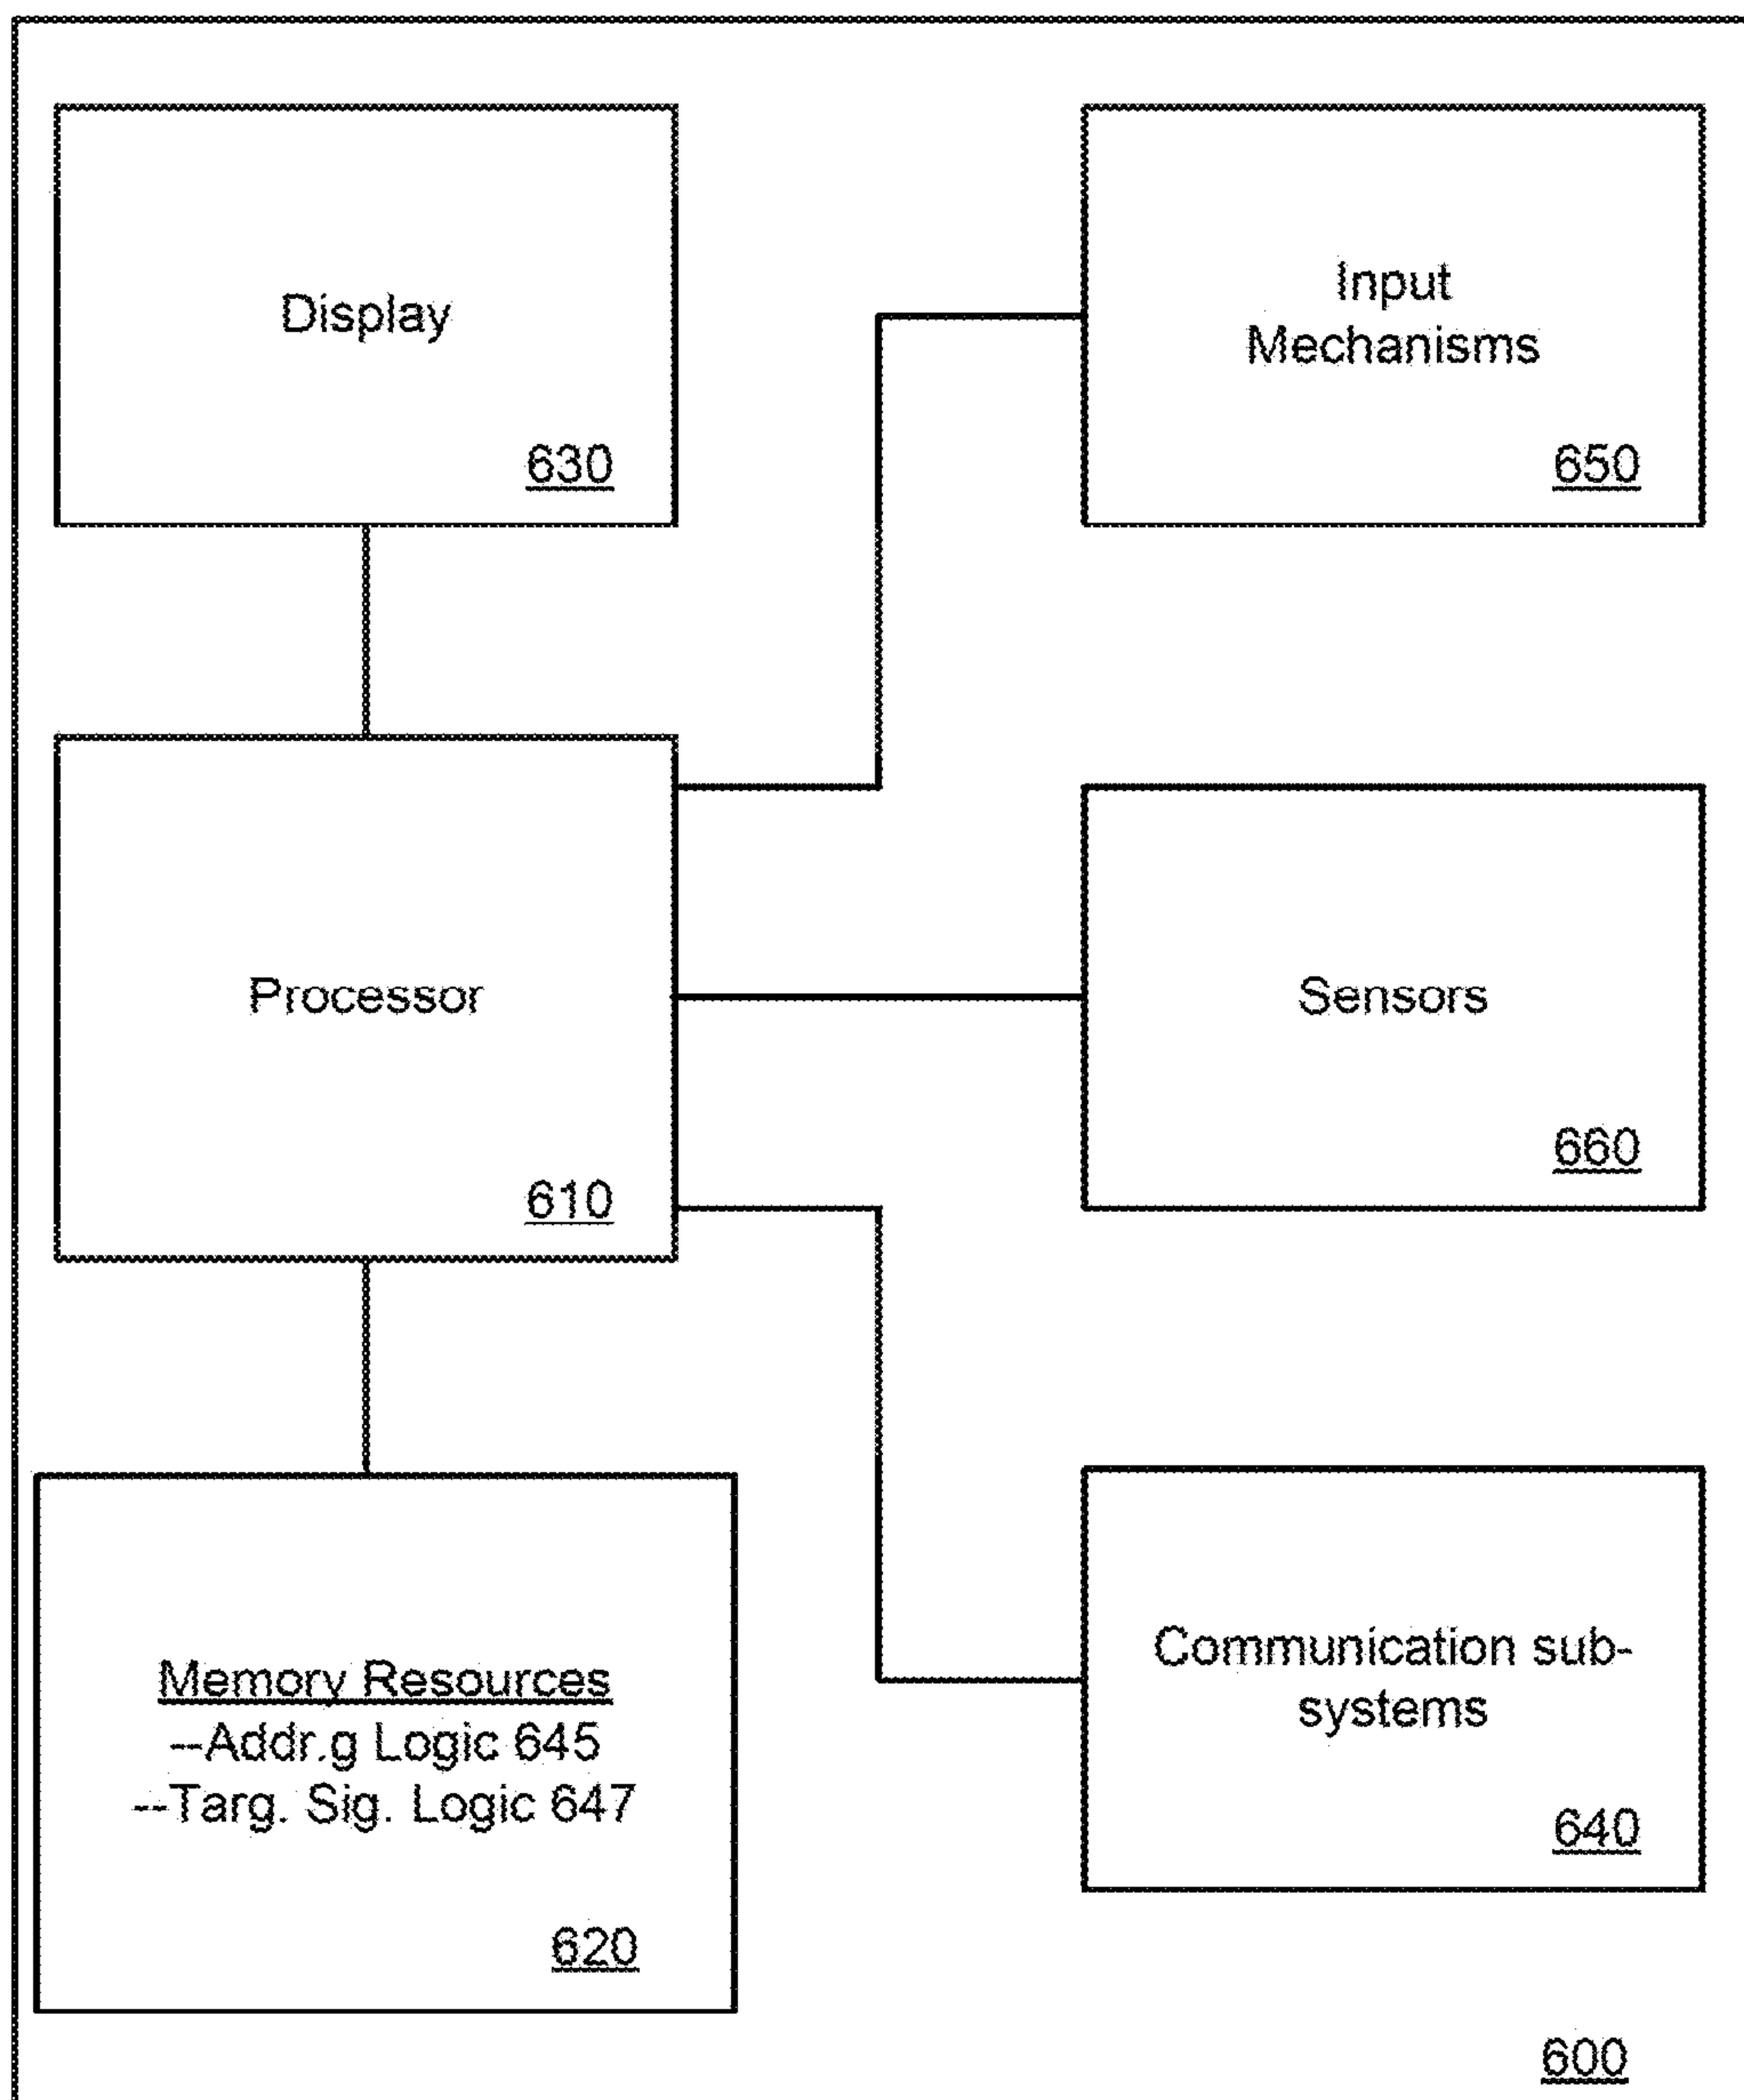 Display
630
Input
Mechanisms
650
Processor
610
Sensors
660
Memory Resources
--Addr.g Logic 645
--Targ. Sig. Logic 647
620
Communication sub-
systems
640
600